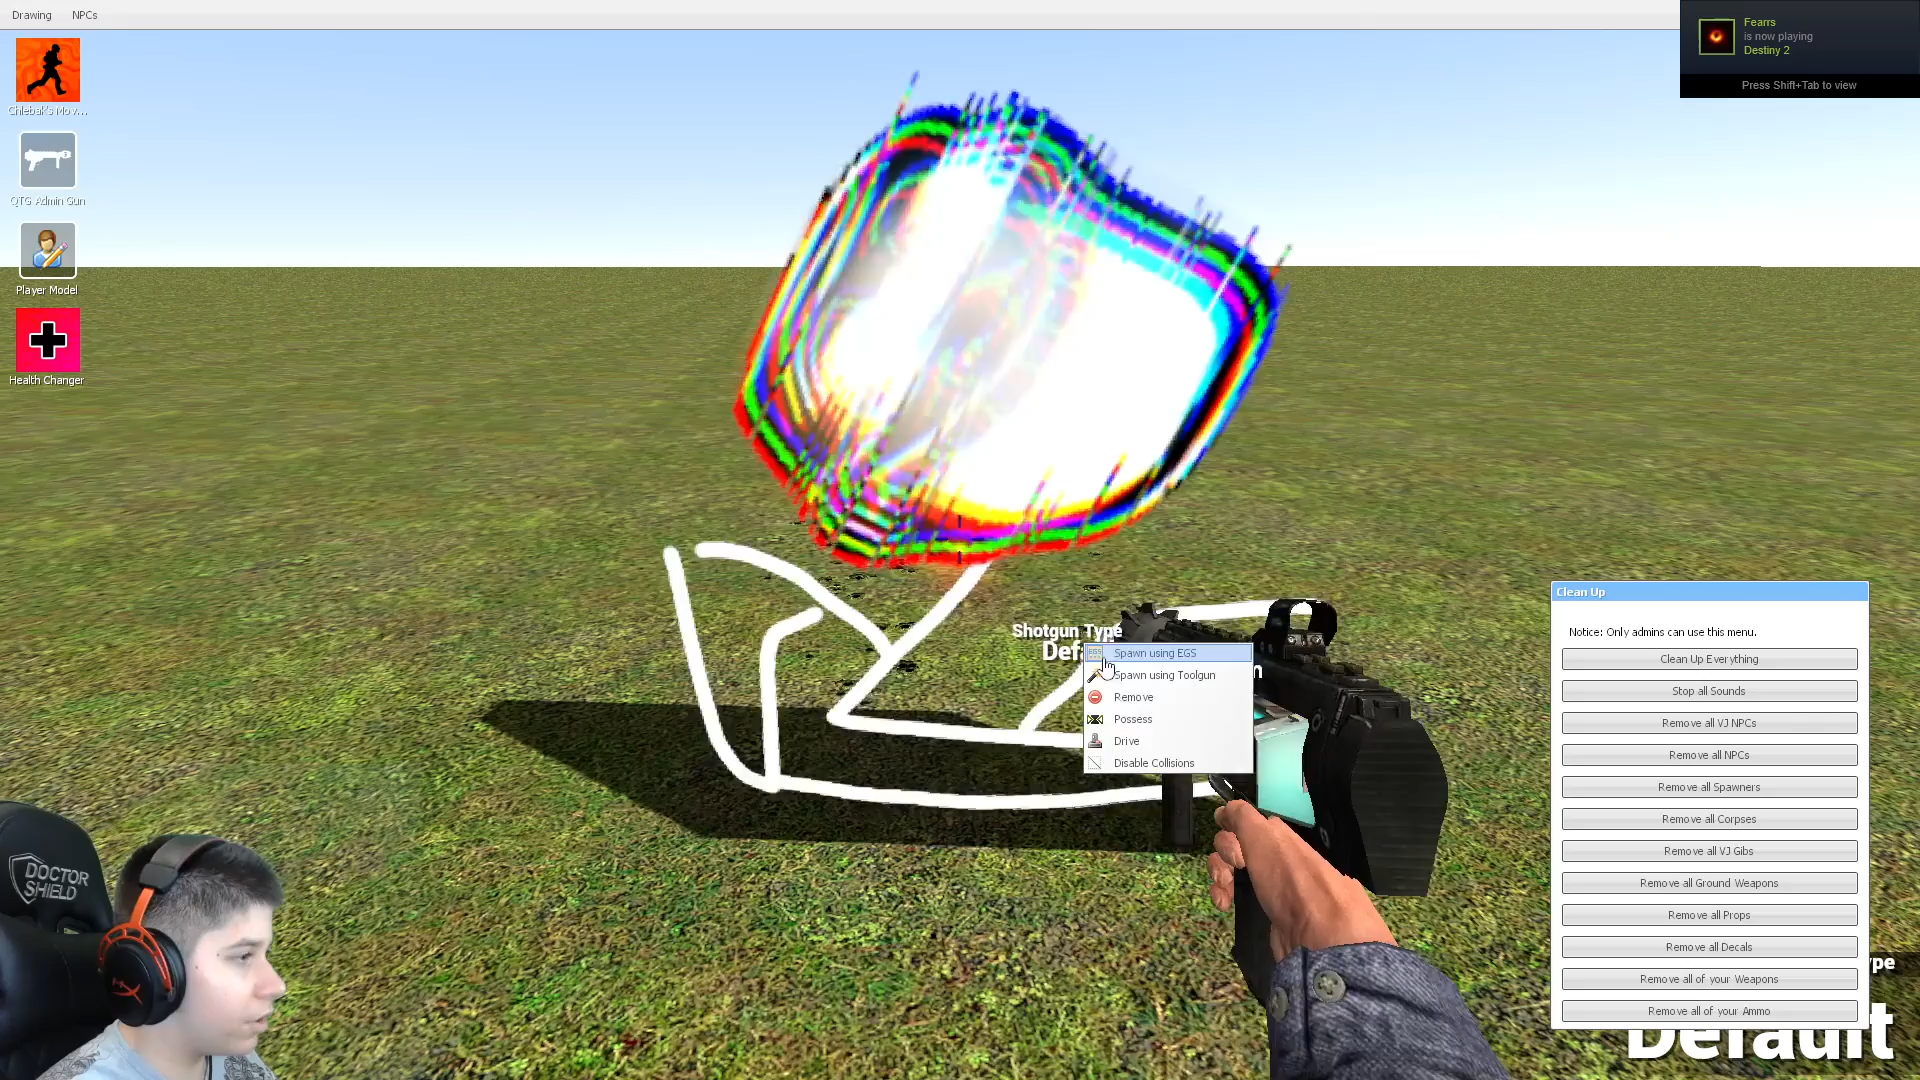 Drawing NPCs
Fearrs
is now playing
Destiny 2
Press Shift+Tab to view
Chlebak's Mov...
QTG Admin Gun
Player Model
Health Changer
Shotgun Type
Spawn using EGS
Spawn using Toolgun
Remove
Possess
Drive
Disable Collisions
Clean Up
Notice: Only admins can use this menu.
Clean Up Everything
Stop all Sounds
Remove all VJ NPCs
Remove all NPCs
Remove all Spawners
Remove all Corpses
Remove all VJ Gibs
Remove all Ground Weapons
Remove all Props
Remove all Decals
Remove all of your Weapons
Remove all of your Ammo
Default
DOCTOR
SHIELD